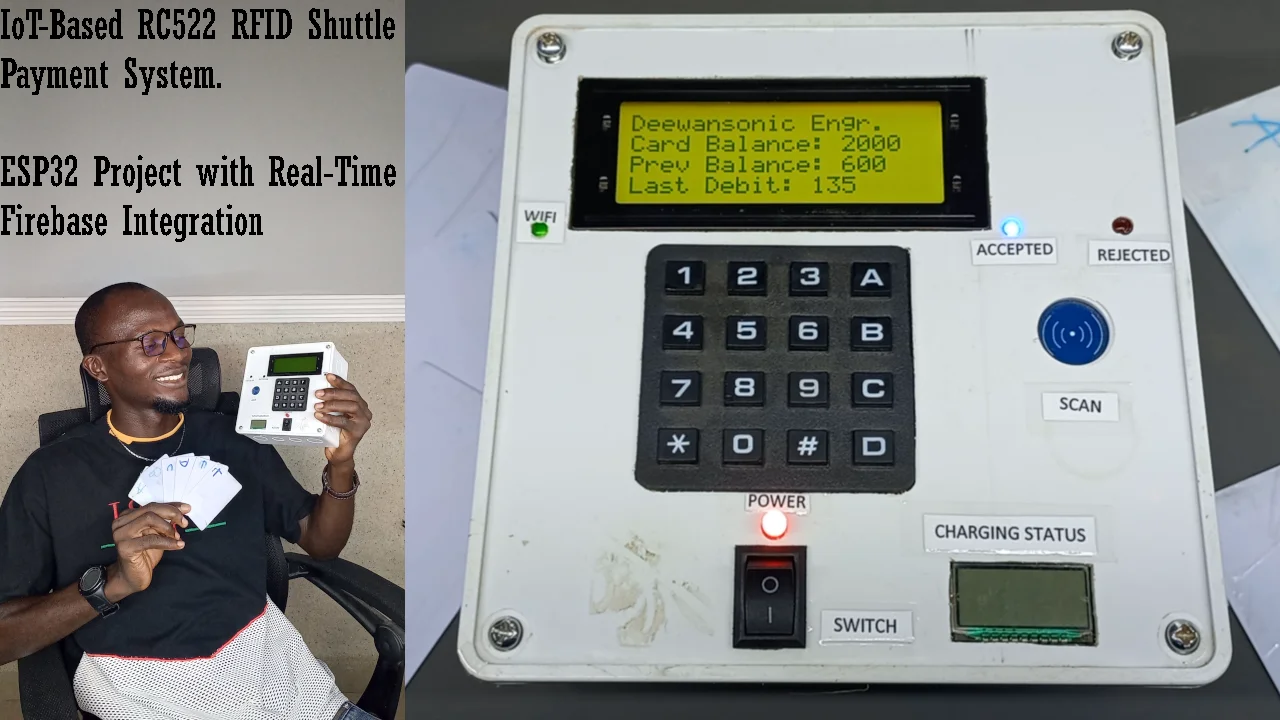 IoT-Based RC522 RFID Shuttle
Payment System.
ESP32 Project with Real-Time
Firebase Integration
Deewansonic Engr.
Card Balance: 2000
Prev Balance: 600
Last Debit: 135
WIFI
ACCEPTED
REJECTED
1 2 3 A
4 5 6 B
7 8 9 C
* 0 # D
SCAN
POWER
CHARGING STATUS
SWITCH